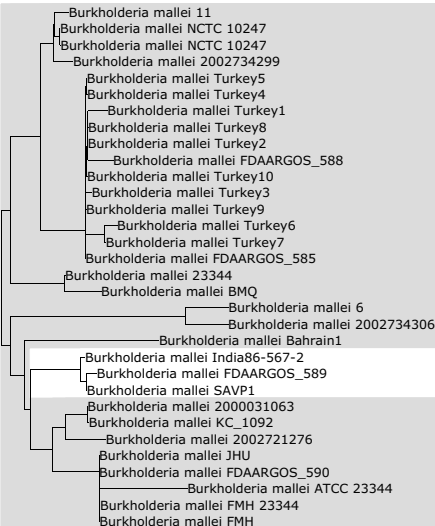 Burkholderia mallei 11
Burkholderia mallei NCTC 10247
Burkholderia mallei NCTC 10247
Burkholderia mallei 2002734299
Burkholderia mallei Turkey5
Burkholderia mallei Turkey4
Burkholderia mallei Turkey1
Burkholderia mallei Turkey8
Burkholderia mallei Turkey2
Burkholderia mallei FDAARGOS_588
Burkholderia mallei Turkey10
Burkholderia mallei Turkey3
Burkholderia mallei Turkey9
Burkholderia mallei Turkey6
Burkholderia mallei Turkey7
Burkholderia mallei FDAARGOS_585
Burkholderia mallei 23344
Burkholderia mallei BMQ
Burkholderia mallei 6
Burkholderia mallei 2002734306
Burkholderia mallei Bahrain1
Burkholderia mallei India86-567-2
Burkholderia mallei FDAARGOS_589
Burkholderia mallei SAVP1
Burkholderia mallei 2000031063
Burkholderia mallei KC_1092
Burkholderia mallei 2002721276
Burkholderia mallei JHU
Burkholderia mallei FDAARGOS_590
Burkholderia mallei ATCC 23344
Burkholderia mallei FMH 23344
Burkholderia mallei FMH